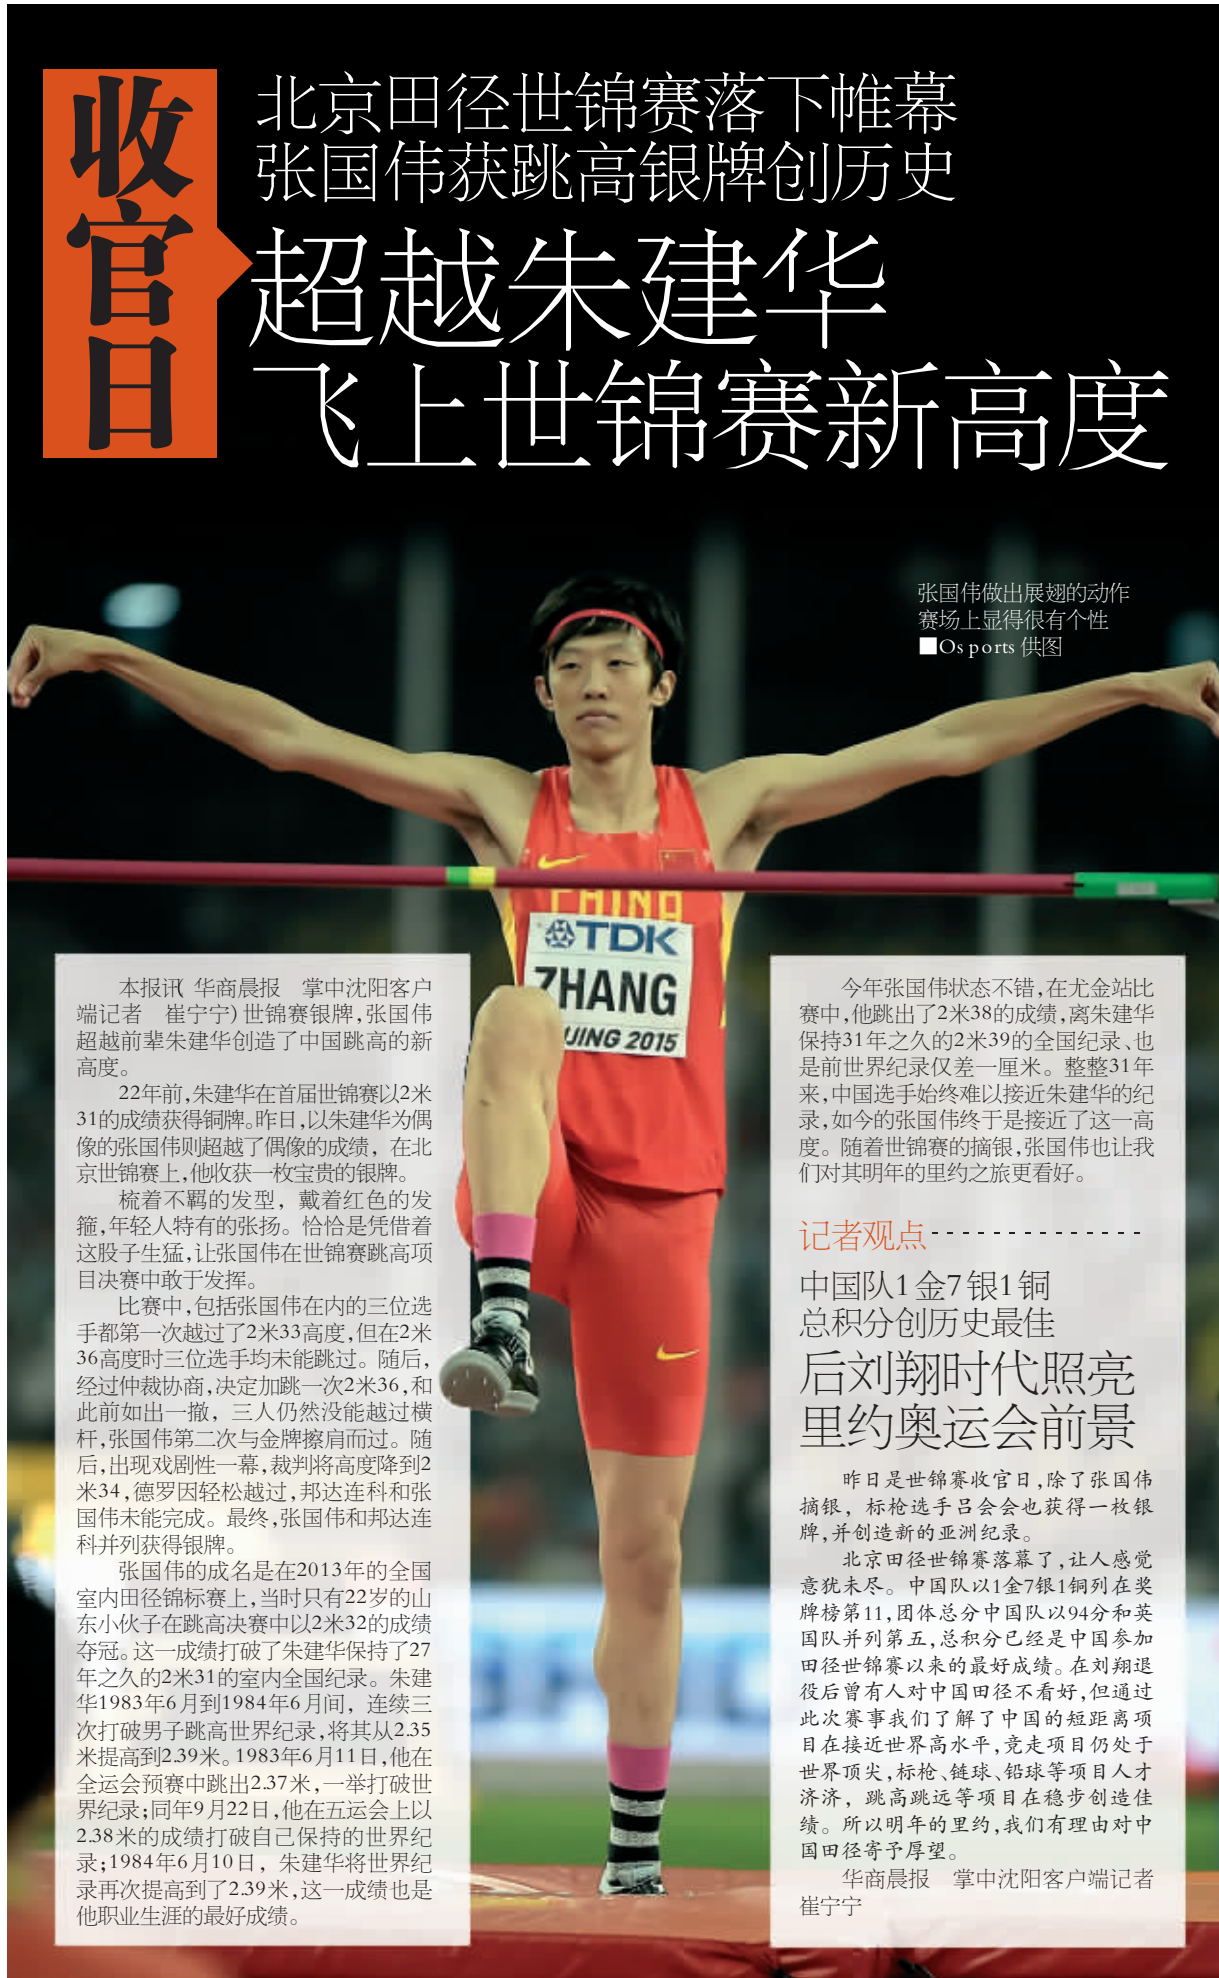 收官日
北京田径世锦赛落下帷幕
张国伟获跳高银牌创历史
超越朱建华
飞上世锦赛新高度
张国伟做出展翅的动作
赛场上显得很有个性
■Osports 供图
CHINA
TDK
ZHANG
JING 2015
本报讯(华商晨报 掌中沈阳客户
端记者 崔宁宁)世锦赛银牌,张国伟
超越前辈朱建华创造了中国跳高的新
高度。
22年前,朱建华在首届世锦赛以2米
31的成绩获得铜牌。昨日,以朱建华为偶
像的张国伟则超越了偶像的成绩,在北
京世锦赛上,他收获一枚宝贵的银牌。
梳着不羁的发型,戴着红色的发
箍,年轻人特有的张扬。恰恰是凭借着
这股子生猛,让张国伟在世锦赛跳高项
目决赛中敢于发挥。
比赛中,包括张国伟在内的三位选
手都第一次越过了2米33高度,但在2米
36高度时三位选手均未能跳过。随后,
经过仲裁协商,决定加跳一次2米36,和
此前如出一撤,三人仍然没能越过横
杆,张国伟第二次与金牌擦肩而过。随
后,出现戏剧性一幕,裁判将高度降到2
米34,德罗因轻松越过,邦达连科和张
国伟未能完成。最终,张国伟和邦达连
科并列获得银牌。
张国伟的成名是在2013年的全国
室内田径锦标赛上,当时只有22岁的山
东小伙子在跳高决赛中以2米32的成绩
夺冠。这一成绩打破了朱建华保持了27
年之久的2米31的室内全国纪录。朱建
华1983年6月到1984年6月间,连续三
次打破男子跳高世界纪录,将其从2.35
米提高到2.39米。1983年6月11日,他在
全运会预赛中跳出2.37米,一举打破世
界纪录;同年9月22日,他在五运会上以
2.38米的成绩打破自己保持的世界纪
录;1984年6月10日,朱建华将世界纪
录再次提高到了2.39米,这一成绩也是
他职业生涯的最好成绩。
今年张国伟状态不错,在尤金站比
赛中,他跳出了2米38的成绩,离朱建华
保持31年之久的2米39的全国纪录、也
是前世界纪录仅差一厘米。整整31年
来,中国选手始终难以接近朱建华的纪
录,如今的张国伟终于是接近了这一高
度。随着世锦赛的摘银,张国伟也让我
们对其明年的里约之旅更看好。
记者观点
中国队1金7银1铜
总积分创历史最佳
后刘翔时代照亮
里约奥运会前景
昨日是世锦赛收官日,除了张国伟
摘银,标枪选手吕会会也获得一枚银
牌,并创造新的亚洲纪录。
北京田径世锦赛落幕了,让人感觉
意犹未尽。中国队以1金7银1铜列在奖
牌榜第11,团体总分中国队以94分和英
国队并列第五,总积分已经是中国参加
田径世锦赛以来的最好成绩。在刘翔退
役后曾有人对中国田径不看好,但通过
此次赛事我们了解了中国的短距离项
目在接近世界高水平,竞走项目仍处于
世界顶尖,标枪、链球、铅球等项目人才
济济,跳高跳远等项目在稳步创造佳
绩。所以明年的里约,我们有理由对中
国田径寄予厚望。
华商晨报 掌中沈阳客户端记者
崔宁宁